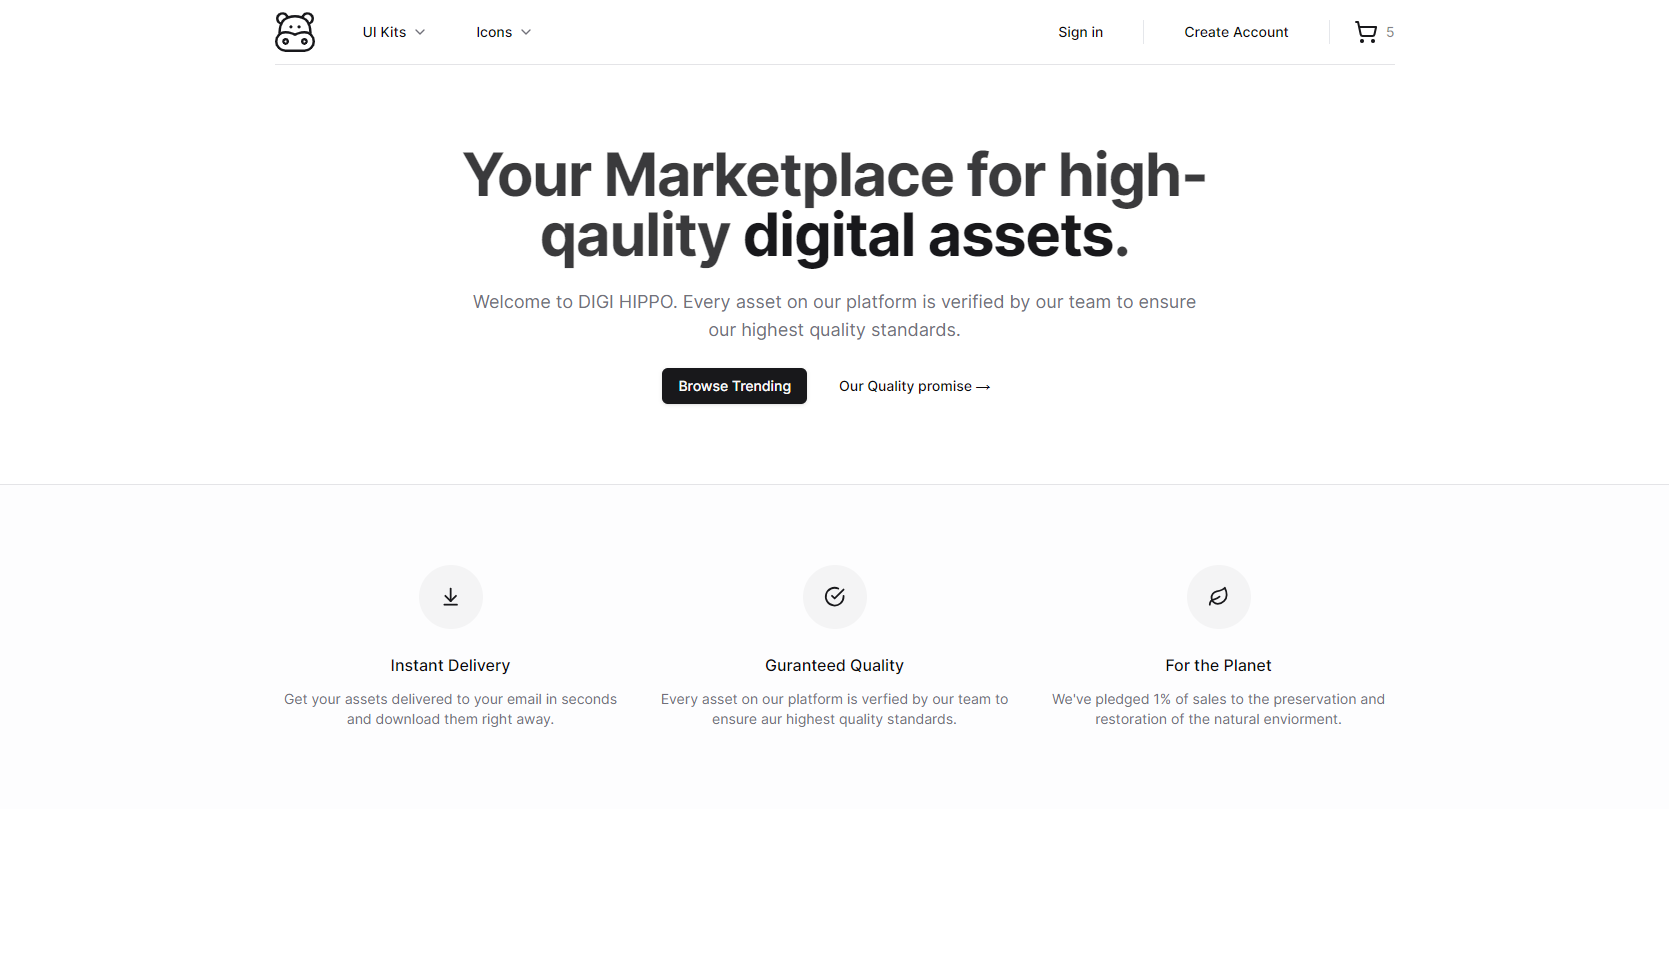 UI Kits
Icons
Sign in
Create Account
5
Your Marketplace for high-
qaulity digital assets.
Welcome to DIGI HIPPO. Every asset on our platform is verified by our team to ensure
our highest quality standards.
Browse Trending
Our Quality promise →
Instant Delivery
Get your assets delivered to your email in seconds
and download them right away.
Guranteed Quality
Every asset on our platform is verfied by our team to
ensure aur highest quality standards.
For the Planet
We've pledged 1% of sales to the preservation and
restoration of the natural enviorment.